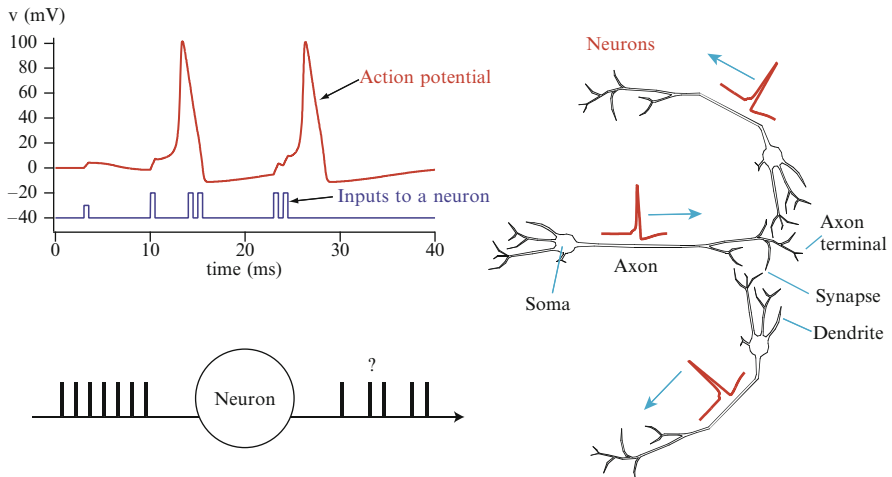 v (mV)
100
80
60
40
20
0
−20
−40
Action potential
Inputs to a neuron
0
10
20
30
40
time (ms)
Neurons
Axon
terminal
Axon
Soma
Synapse
Dendrite
Neuron
?